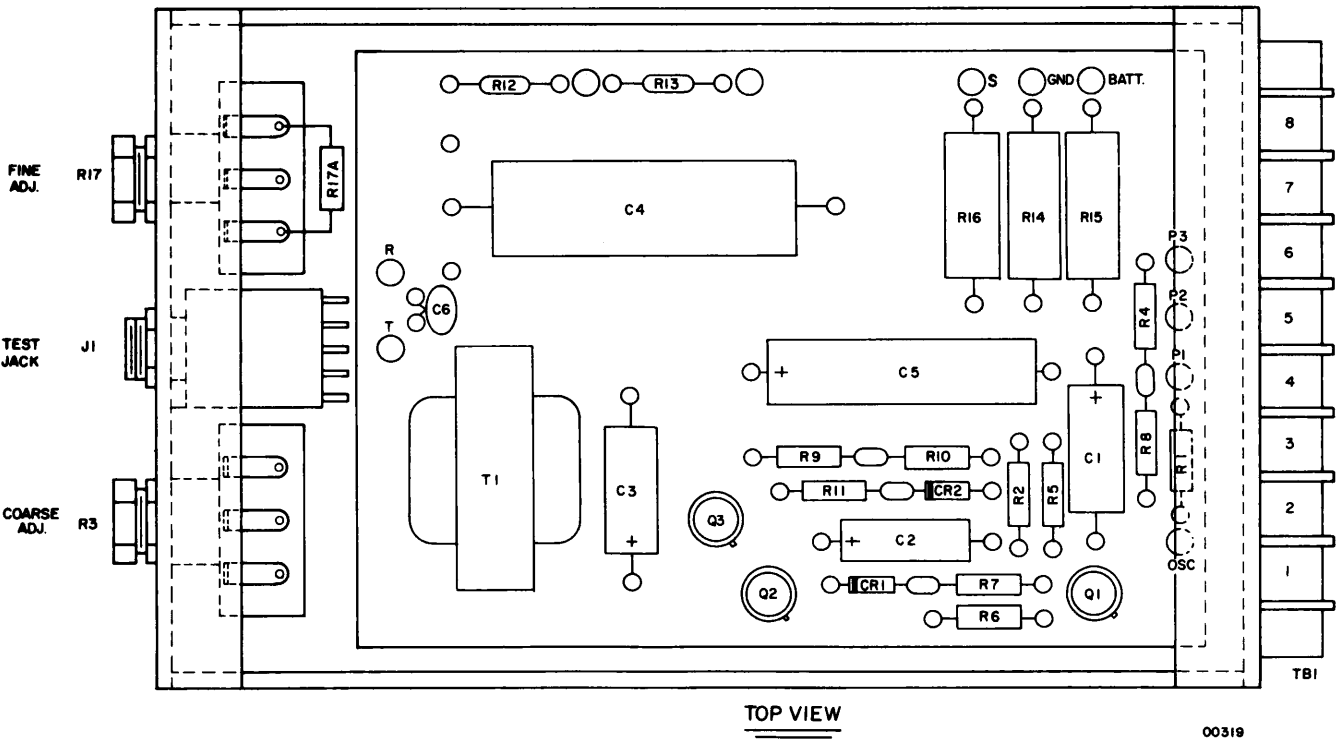 R12
R13
S
GND
BATT.
8
FINE
ADJ.
R17
R17A
C4
R16
R14
R15
7
P3
R
6
C6
P2
R4
5
T
TEST
JACK
J1
P1
C5
4
+
+
R8
R9
R10
C1
3
R1
T1
C3
R11
CR2
R2
R5
2
COARSE
ADJ.
R3
Q3
+
+
C2
OSC
1
CR1
R7
Q2
Q1
R6
TB1
TOP VIEW
00319